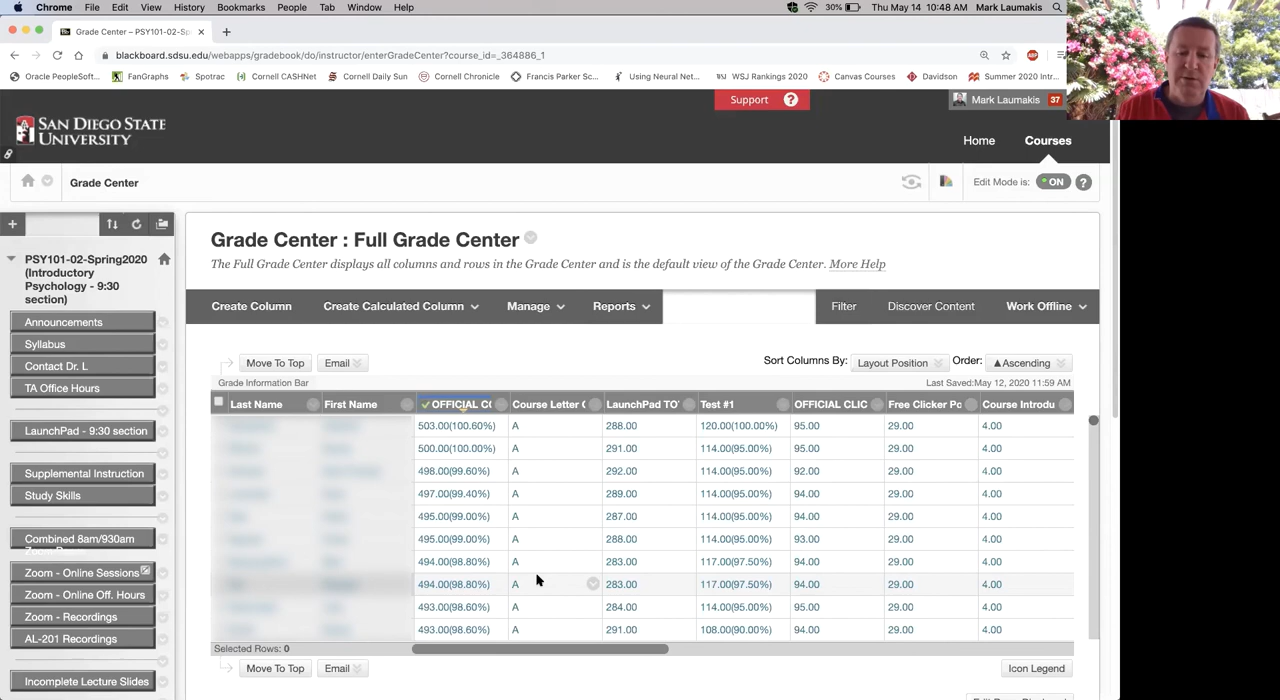 Chrome File Edit View History Bookmarks People Tab Window Help 30% Thu May 14 10:48 AM Mark Laumakis
Grade Center – PSY101-02-Sp
blackboard.sdsu.edu/webapps/gradebook/do/instructor/enterGradeCenter?course_id=_364886_1
Oracle PeopleSoft... FanGraphs Spotrac Cornell CASHNet Cornell Daily Sun Cornell Chronicle Francis Parker Sc... Using Neural Net... WSJ Rankings 2020 Canvas Courses Davidson Summer 2020 Intr...
Support ? Mark Laumakis 37
SAN DIEGO STATE
UNIVERSITY
Home Courses
Grade Center Edit Mode is: ON ?
PSY101-02-Spring2020
(Introductory
Psychology - 9:30
section)
Announcements
Syllabus
Contact Dr. L
TA Office Hours
LaunchPad - 9:30 section
Supplemental Instruction
Study Skills
Combined 8am/930am
Zoom - Online Sessions
Zoom - Online Off. Hours
Zoom - Recordings
AL-201 Recordings
Incomplete Lecture Slides
Grade Center : Full Grade Center
The Full Grade Center displays all columns and rows in the Grade Center and is the default view of the Grade Center. More Help
Create Column Create Calculated Column Manage Reports Filter Discover Content Work Offline
Move To Top Email Sort Columns By: Layout Position Order: ▲Ascending
Grade Information Bar Last Saved:May 12, 2020 11:59 AM
Last Name First Name OFFICIAL CO Course Letter G LaunchPad TOT Test #1 OFFICIAL CLIC Free Clicker Po Course Introdu
503.00(100.60%) A 288.00 120.00(100.00%) 95.00 29.00 4.00
500.00(100.00%) A 291.00 114.00(95.00%) 95.00 29.00 4.00
498.00(99.60%) A 292.00 114.00(95.00%) 92.00 29.00 4.00
497.00(99.40%) A 289.00 114.00(95.00%) 94.00 29.00 4.00
495.00(99.00%) A 287.00 114.00(95.00%) 94.00 29.00 4.00
495.00(99.00%) A 288.00 114.00(95.00%) 93.00 29.00 4.00
494.00(98.80%) A 283.00 117.00(97.50%) 94.00 29.00 4.00
494.00(98.80%) A 283.00 117.00(97.50%) 94.00 29.00 4.00
493.00(98.60%) A 284.00 114.00(95.00%) 95.00 29.00 4.00
493.00(98.60%) A 291.00 108.00(90.00%) 94.00 29.00 4.00
Selected Rows: 0
Move To Top Email Icon Legend